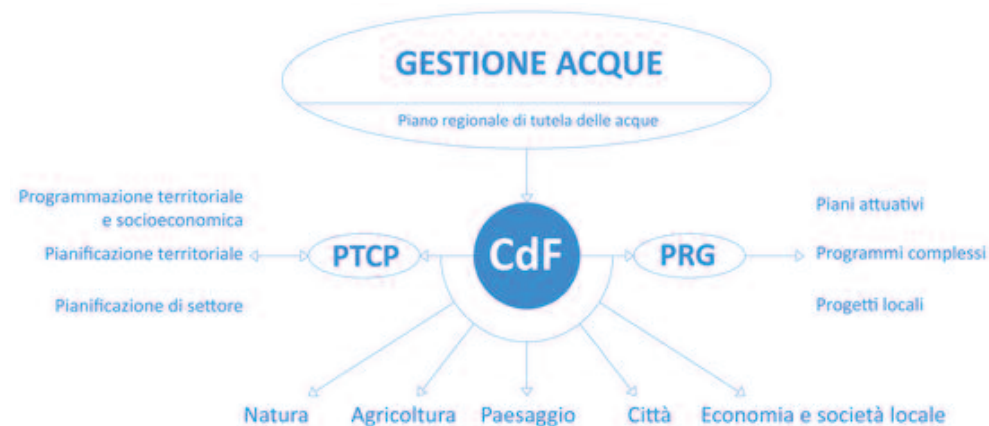 GESTIONE ACQUE
Piano regionale di tutela delle acque
Programmazione territoriale
e socioeconomica
Pianificazione territoriale
Pianificazione di settore
PTCP
CdF
PRG
Piani attuativi
Programmi complessi
Progetti locali
Natura
Agricoltura
Paesaggio
Città
Economia e società locale